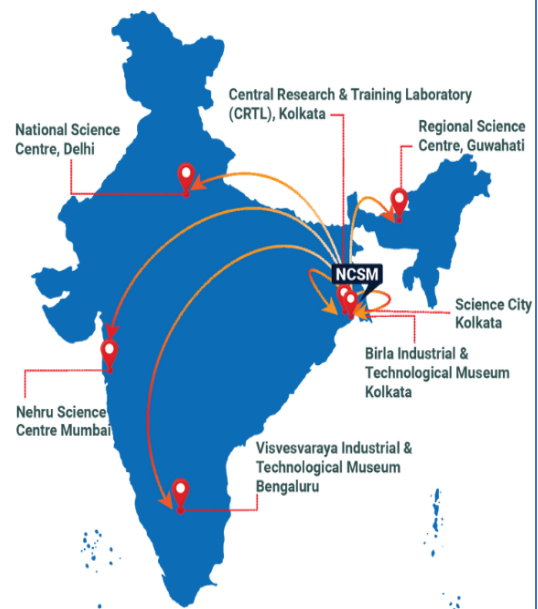 Central Research & Training Laboratory
(CRTL), Kolkata
National Science
Centre, Delhi
Regional Science
Centre, Guwahati
NCSM
Science City
Kolkata
Birla Industrial &
Technological Museum
Kolkata
Nehru Science
Centre Mumbai
Visvesvaraya Industrial &
Technological Museum
Bengaluru